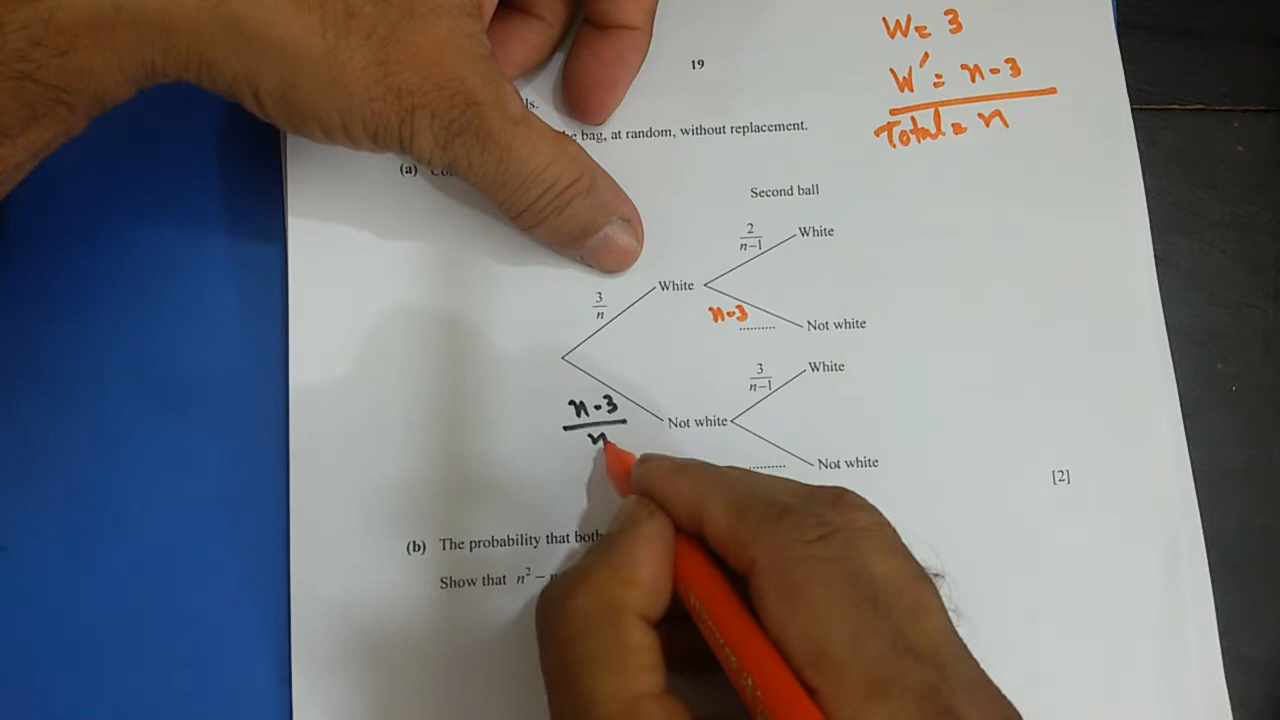 W = 3
19
W' = n-3
ls.
Total = n
e bag, at random, without replacement.
(a)
Second ball
2/(n-1) White
3/n White
n-3 .......... Not white
3/(n-1) White
n-3/n Not white
.......... Not white
[2]
(b) The probability that both
Show that n² –